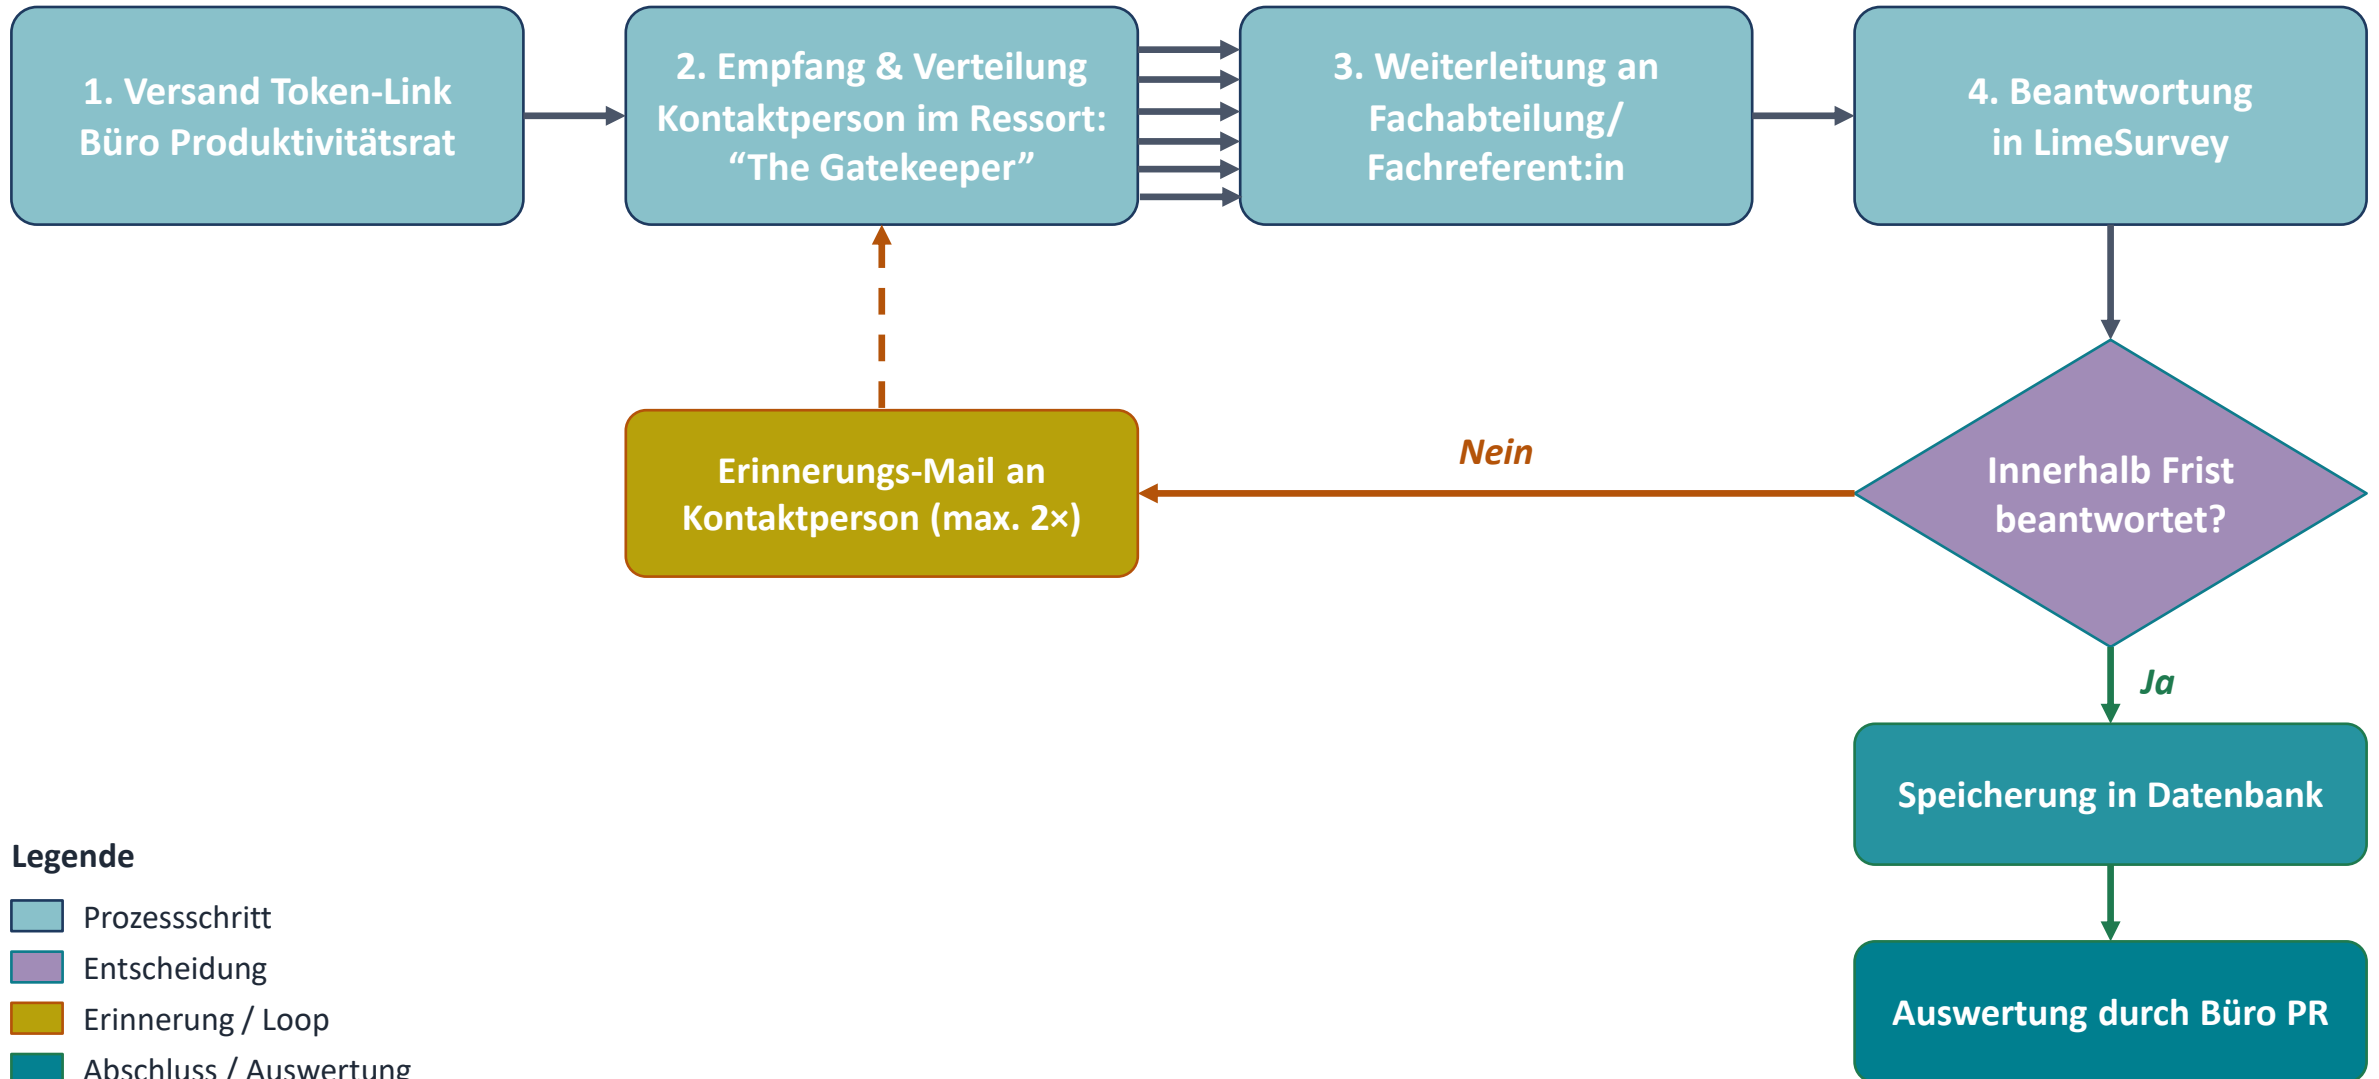 1. Versand Token-Link
Büro Produktivitätsrat
2. Empfang & Verteilung
Kontaktperson im Ressort:
“The Gatekeeper”
3. Weiterleitung an
Fachabteilung/
Fachreferent:in
4. Beantwortung
in LimeSurvey
Erinnerungs-Mail an
Kontaktperson (max. 2×)
Nein
Innerhalb Frist
beantwortet?
Ja
Speicherung in Datenbank
Auswertung durch Büro PR
Legende
Prozessschritt
Entscheidung
Erinnerung / Loop
Abschluss / Auswertung